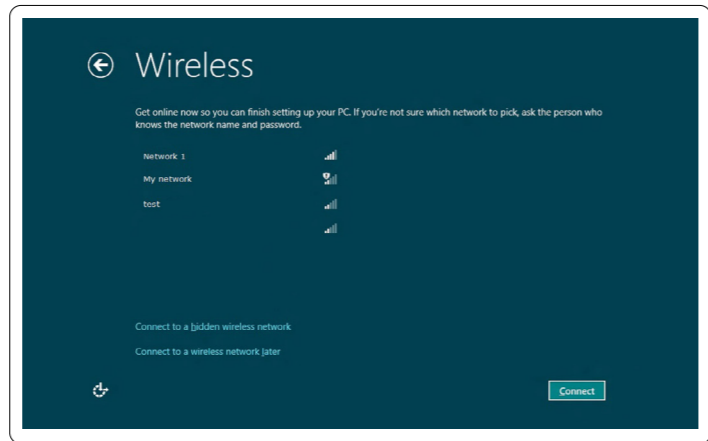 Wireless
Get online now so you can finish setting up your PC. If you're not sure which network to pick, ask the person who
knows the network name and password.
Network 1
My network
test
Connect to a hidden wireless network
Connect to a wireless network later
Connect